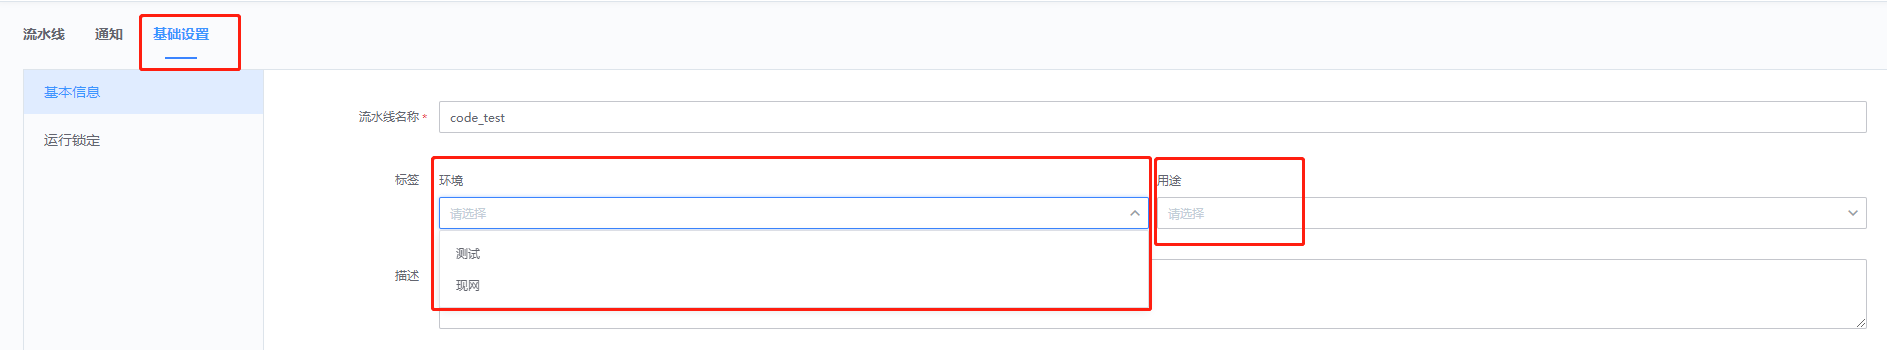 流水线 通知 基础设置
基本信息
运行锁定
流水线名称 * code_test
标签 环境 用途
请选择 请选择
测试
描述
现网